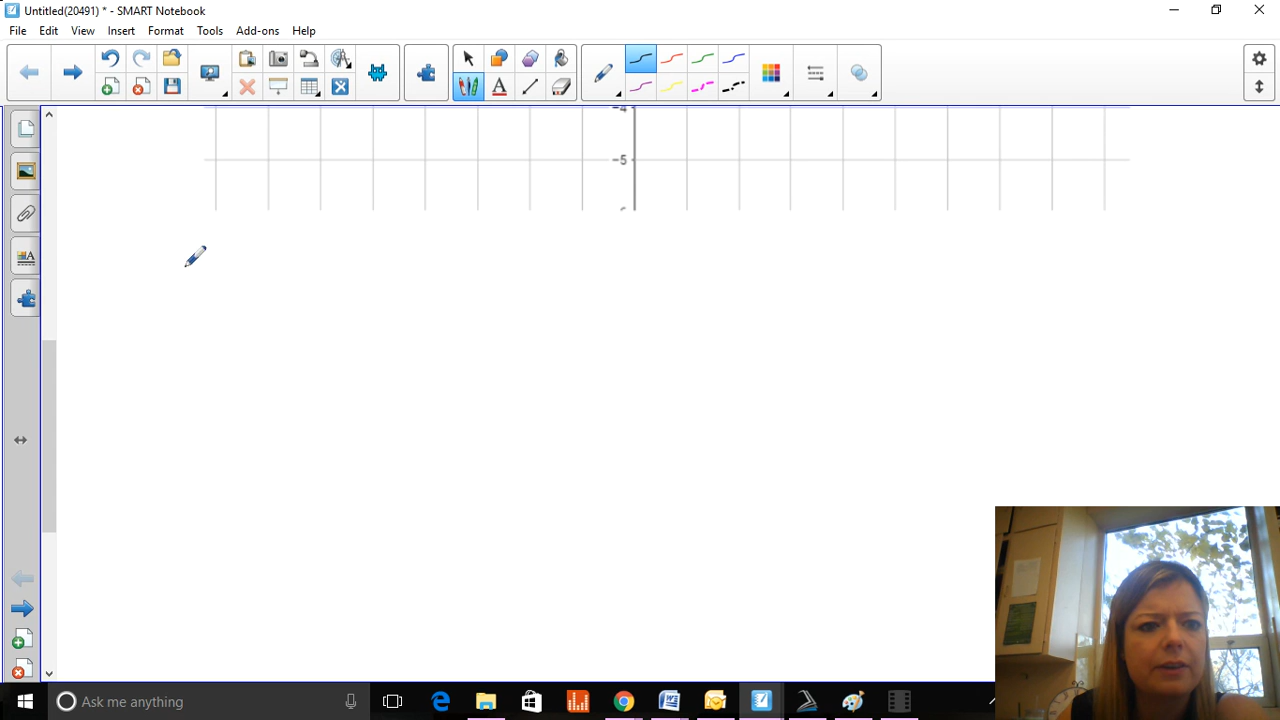 Untitled(20491) * - SMART Notebook
File Edit View Insert Format Tools Add-ons Help
A
-4
-5
A
Ask me anything